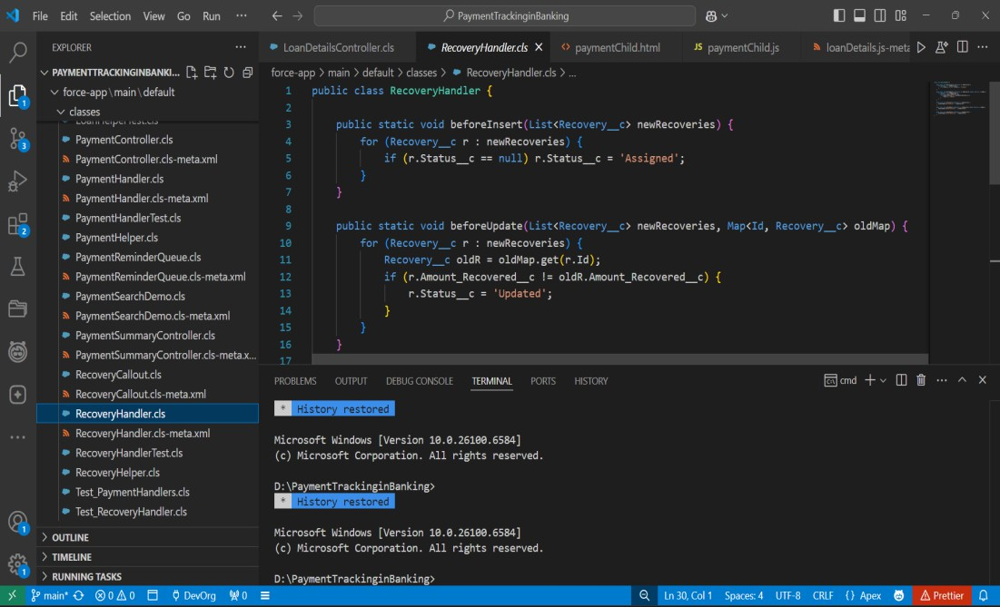 File Edit Selection View Go Run ··· PaymentTrackinginBanking
EXPLORER ···
PAYMENTTRACKINGINBANKI...
force-app\main\default
classes
LoanHelperTest.cls
PaymentController.cls
PaymentController.cls-meta.xml
PaymentHandler.cls
PaymentHandler.cls-meta.xml
PaymentHandlerTest.cls
PaymentHelper.cls
PaymentReminderQueue.cls
PaymentReminderQueue.cls-meta.xml
PaymentSearchDemo.cls
PaymentSearchDemo.cls-meta.xml
PaymentSummaryController.cls
PaymentSummaryController.cls-meta.x...
RecoveryCallout.cls
RecoveryCallout.cls-meta.xml
RecoveryHandler.cls
RecoveryHandler.cls-meta.xml
RecoveryHandlerTest.cls
RecoveryHelper.cls
Test_PaymentHandlers.cls
Test_RecoveryHandler.cls
OUTLINE
TIMELINE
RUNNING TASKS
1
3
2
1
1
LoanDetailsController.cls RecoveryHandler.cls paymentChild.html JS paymentChild.js loanDetails.js-meta
force-app > main > default > classes > RecoveryHandler.cls > ...
1 public class RecoveryHandler {
2
3 public static void beforeInsert(List<Recovery__c> newRecoveries) {
4 for (Recovery__c r : newRecoveries) {
5 if (r.Status__c == null) r.Status__c = 'Assigned';
6 }
7 }
8
9 public static void beforeUpdate(List<Recovery__c> newRecoveries, Map<Id, Recovery__c> oldMap) {
10 for (Recovery__c r : newRecoveries) {
11 Recovery__c oldR = oldMap.get(r.Id);
12 if (r.Amount_Recovered__c != oldR.Amount_Recovered__c) {
13 r.Status__c = 'Updated';
14 }
15 }
16 }
17
PROBLEMS OUTPUT DEBUG CONSOLE TERMINAL PORTS HISTORY cmd
* History restored
Microsoft Windows [Version 10.0.26100.6584]
(c) Microsoft Corporation. All rights reserved.
D:\PaymentTrackinginBanking>
* History restored
Microsoft Windows [Version 10.0.26100.6584]
(c) Microsoft Corporation. All rights reserved.
D:\PaymentTrackinginBanking>
main* 0 0 DevOrg 0 Ln 30, Col 1 Spaces: 4 UTF-8 CRLF {} Apex Prettier